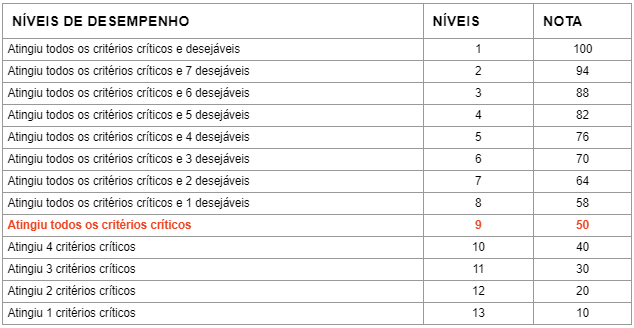 NÍVEIS DE DESEMPENHO NÍVEIS NOTA
Atingiu todos os critérios críticos e desejáveis 1 100
Atingiu todos os critérios críticos e 7 desejáveis 2 94
Atingiu todos os critérios críticos e 6 desejáveis 3 88
Atingiu todos os critérios críticos e 5 desejáveis 4 82
Atingiu todos os critérios críticos e 4 desejáveis 5 76
Atingiu todos os critérios críticos e 3 desejáveis 6 70
Atingiu todos os critérios críticos e 2 desejáveis 7 64
Atingiu todos os critérios críticos e 1 desejáveis 8 58
Atingiu todos os critérios críticos 9 50
Atingiu 4 critérios críticos 10 40
Atingiu 3 critérios críticos 11 30
Atingiu 2 critérios críticos 12 20
Atingiu 1 critérios críticos 13 10